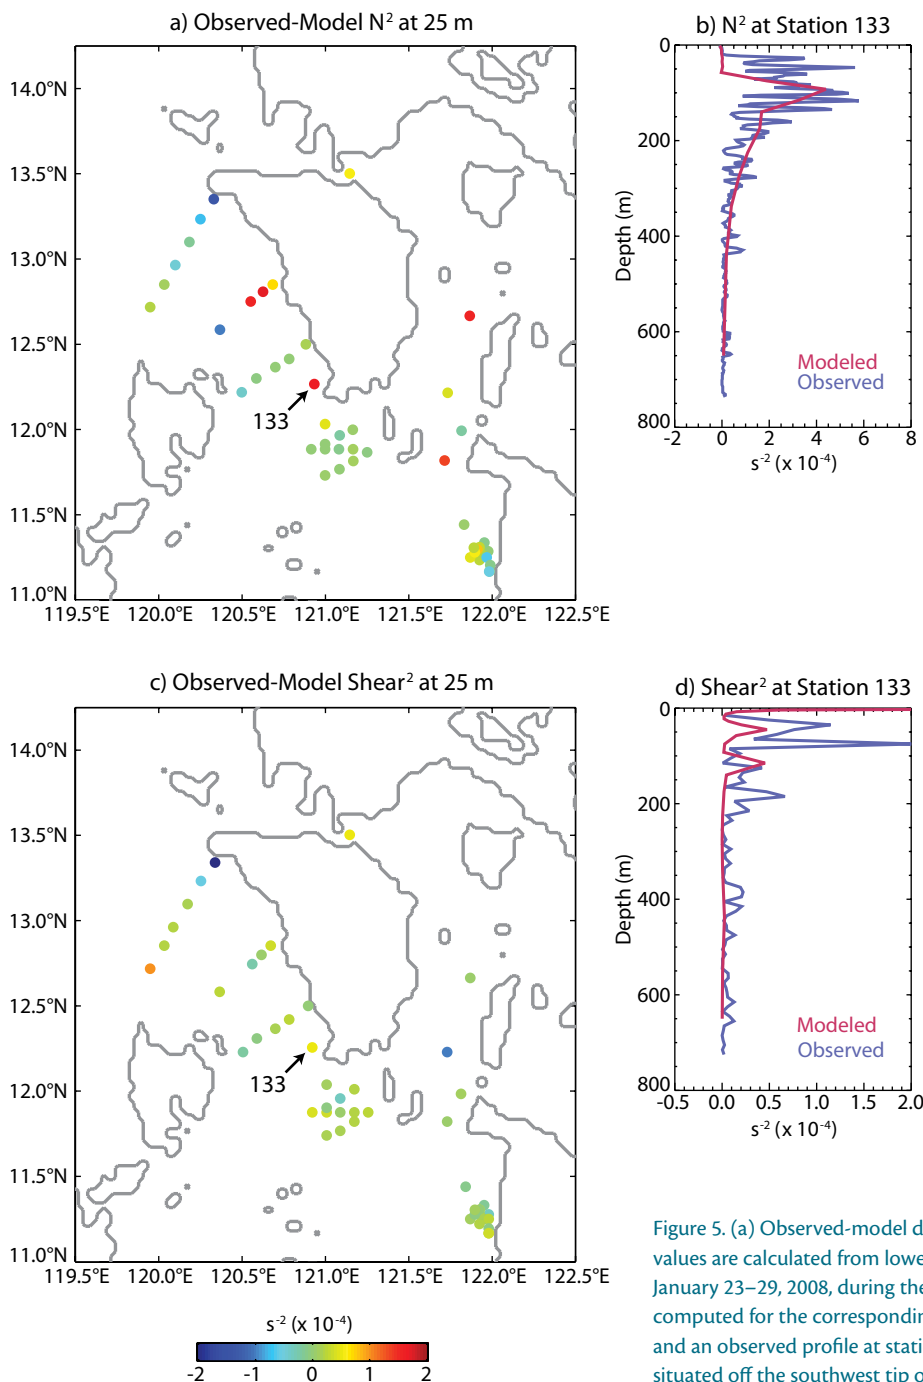 a) Observed-Model N² at 25 m
14.0°N
13.5°N
13.0°N
12.5°N
12.0°N
11.5°N
11.0°N
119.5°E 120.0°E 120.5°E 121.0°E 121.5°E 122.0°E 122.5°E
133
b) N² at Station 133
0
200
400
600
800
Depth (m)
Modeled
Observed
-2 0 2 4 6 8
s⁻² (x 10⁻⁴)
c) Observed-Model Shear² at 25 m
14.0°N
13.5°N
13.0°N
12.5°N
12.0°N
11.5°N
11.0°N
119.5°E 120.0°E 120.5°E 121.0°E 121.5°E 122.0°E 122.5°E
133
d) Shear² at Station 133
0
200
400
600
800
Depth (m)
Modeled
Observed
-0.5 0.0 0.5 1.0 1.5 2.0
s⁻² (x 10⁻⁴)
s⁻² (x 10⁻⁴)
-2 -1 0 1 2
Figure 5. (a) Observed-model d
values are calculated from lowe
January 23–29, 2008, during the
computed for the correspondin
and an observed profile at stati
situated off the southwest tip o